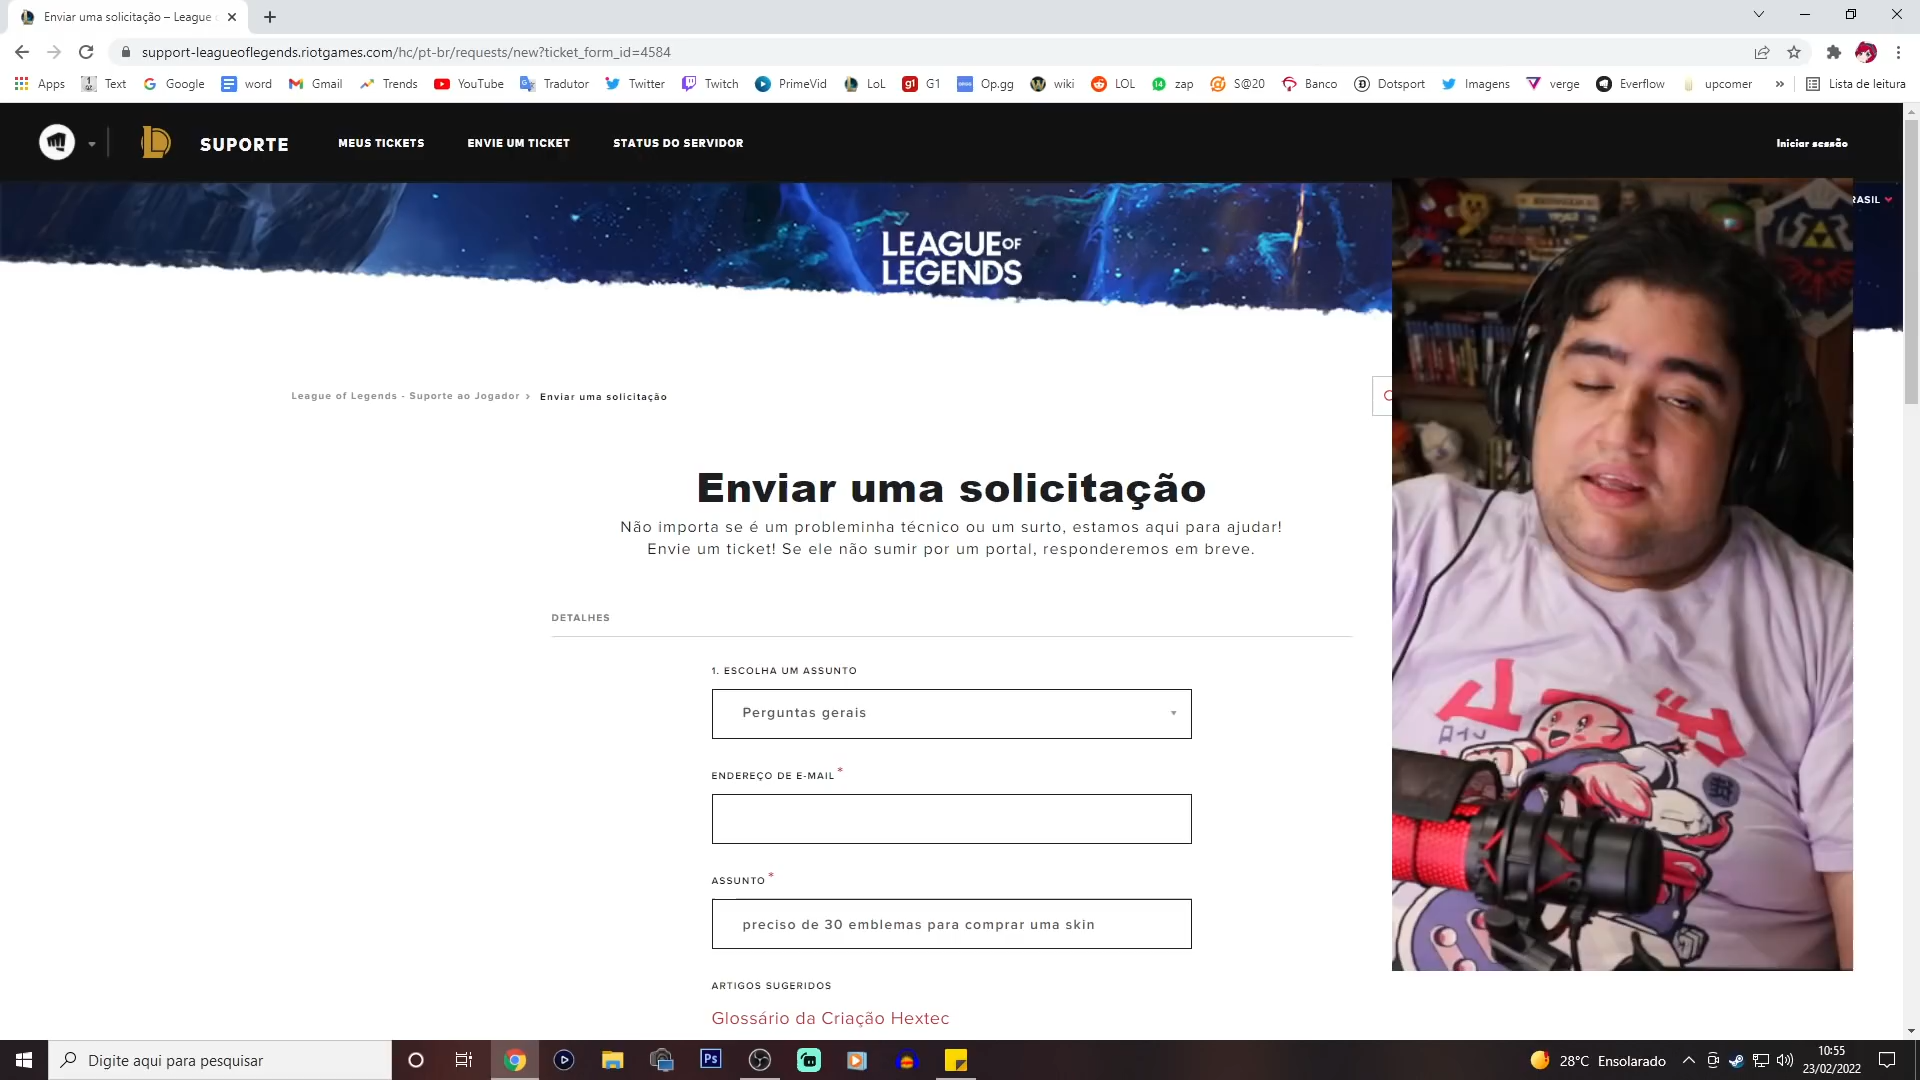 Enviar uma solicitação – League
support-leagueoflegends.riotgames.com/hc/pt-br/requests/new?ticket_form_id=4584
Apps Text Google word Gmail Trends YouTube Tradutor Twitter Twitch PrimeVid LoL G1 Op.gg wiki LOL zap S@20 Banco Dotsport Imagens verge Everflow upcomer » Lista de leitura
SUPORTE MEUS TICKETS ENVIE UM TICKET STATUS DO SERVIDOR Iniciar sessão
RASIL
LEAGUE OF
LEGENDS
League of Legends - Suporte ao Jogador > Enviar uma solicitação
Enviar uma solicitação
Não importa se é um probleminha técnico ou um surto, estamos aqui para ajudar!
Envie um ticket! Se ele não sumir por um portal, responderemos em breve.
DETALHES
1. ESCOLHA UM ASSUNTO
Perguntas gerais
ENDEREÇO DE E-MAIL *
ASSUNTO *
preciso de 30 emblemas para comprar uma skin
ARTIGOS SUGERIDOS
Glossário da Criação Hextec
Digite aqui para pesquisar
Ps
28°C Ensolarado
10:55
23/02/2022